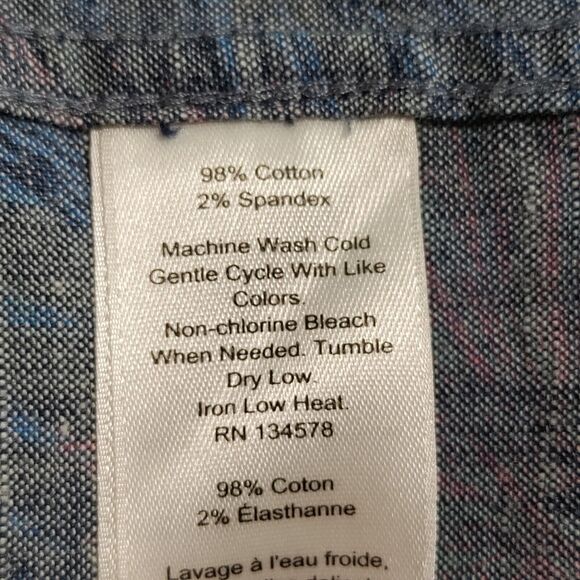 98% Cotton
2% Spandex
Machine Wash Cold
Gentle Cycle With Like
Colors.
Non-chlorine Bleach
When Needed. Tumble
Dry Low.
Iron Low Heat.
RN 134578
98% Coton
2% Élasthanne
Lavage à l'eau froide,